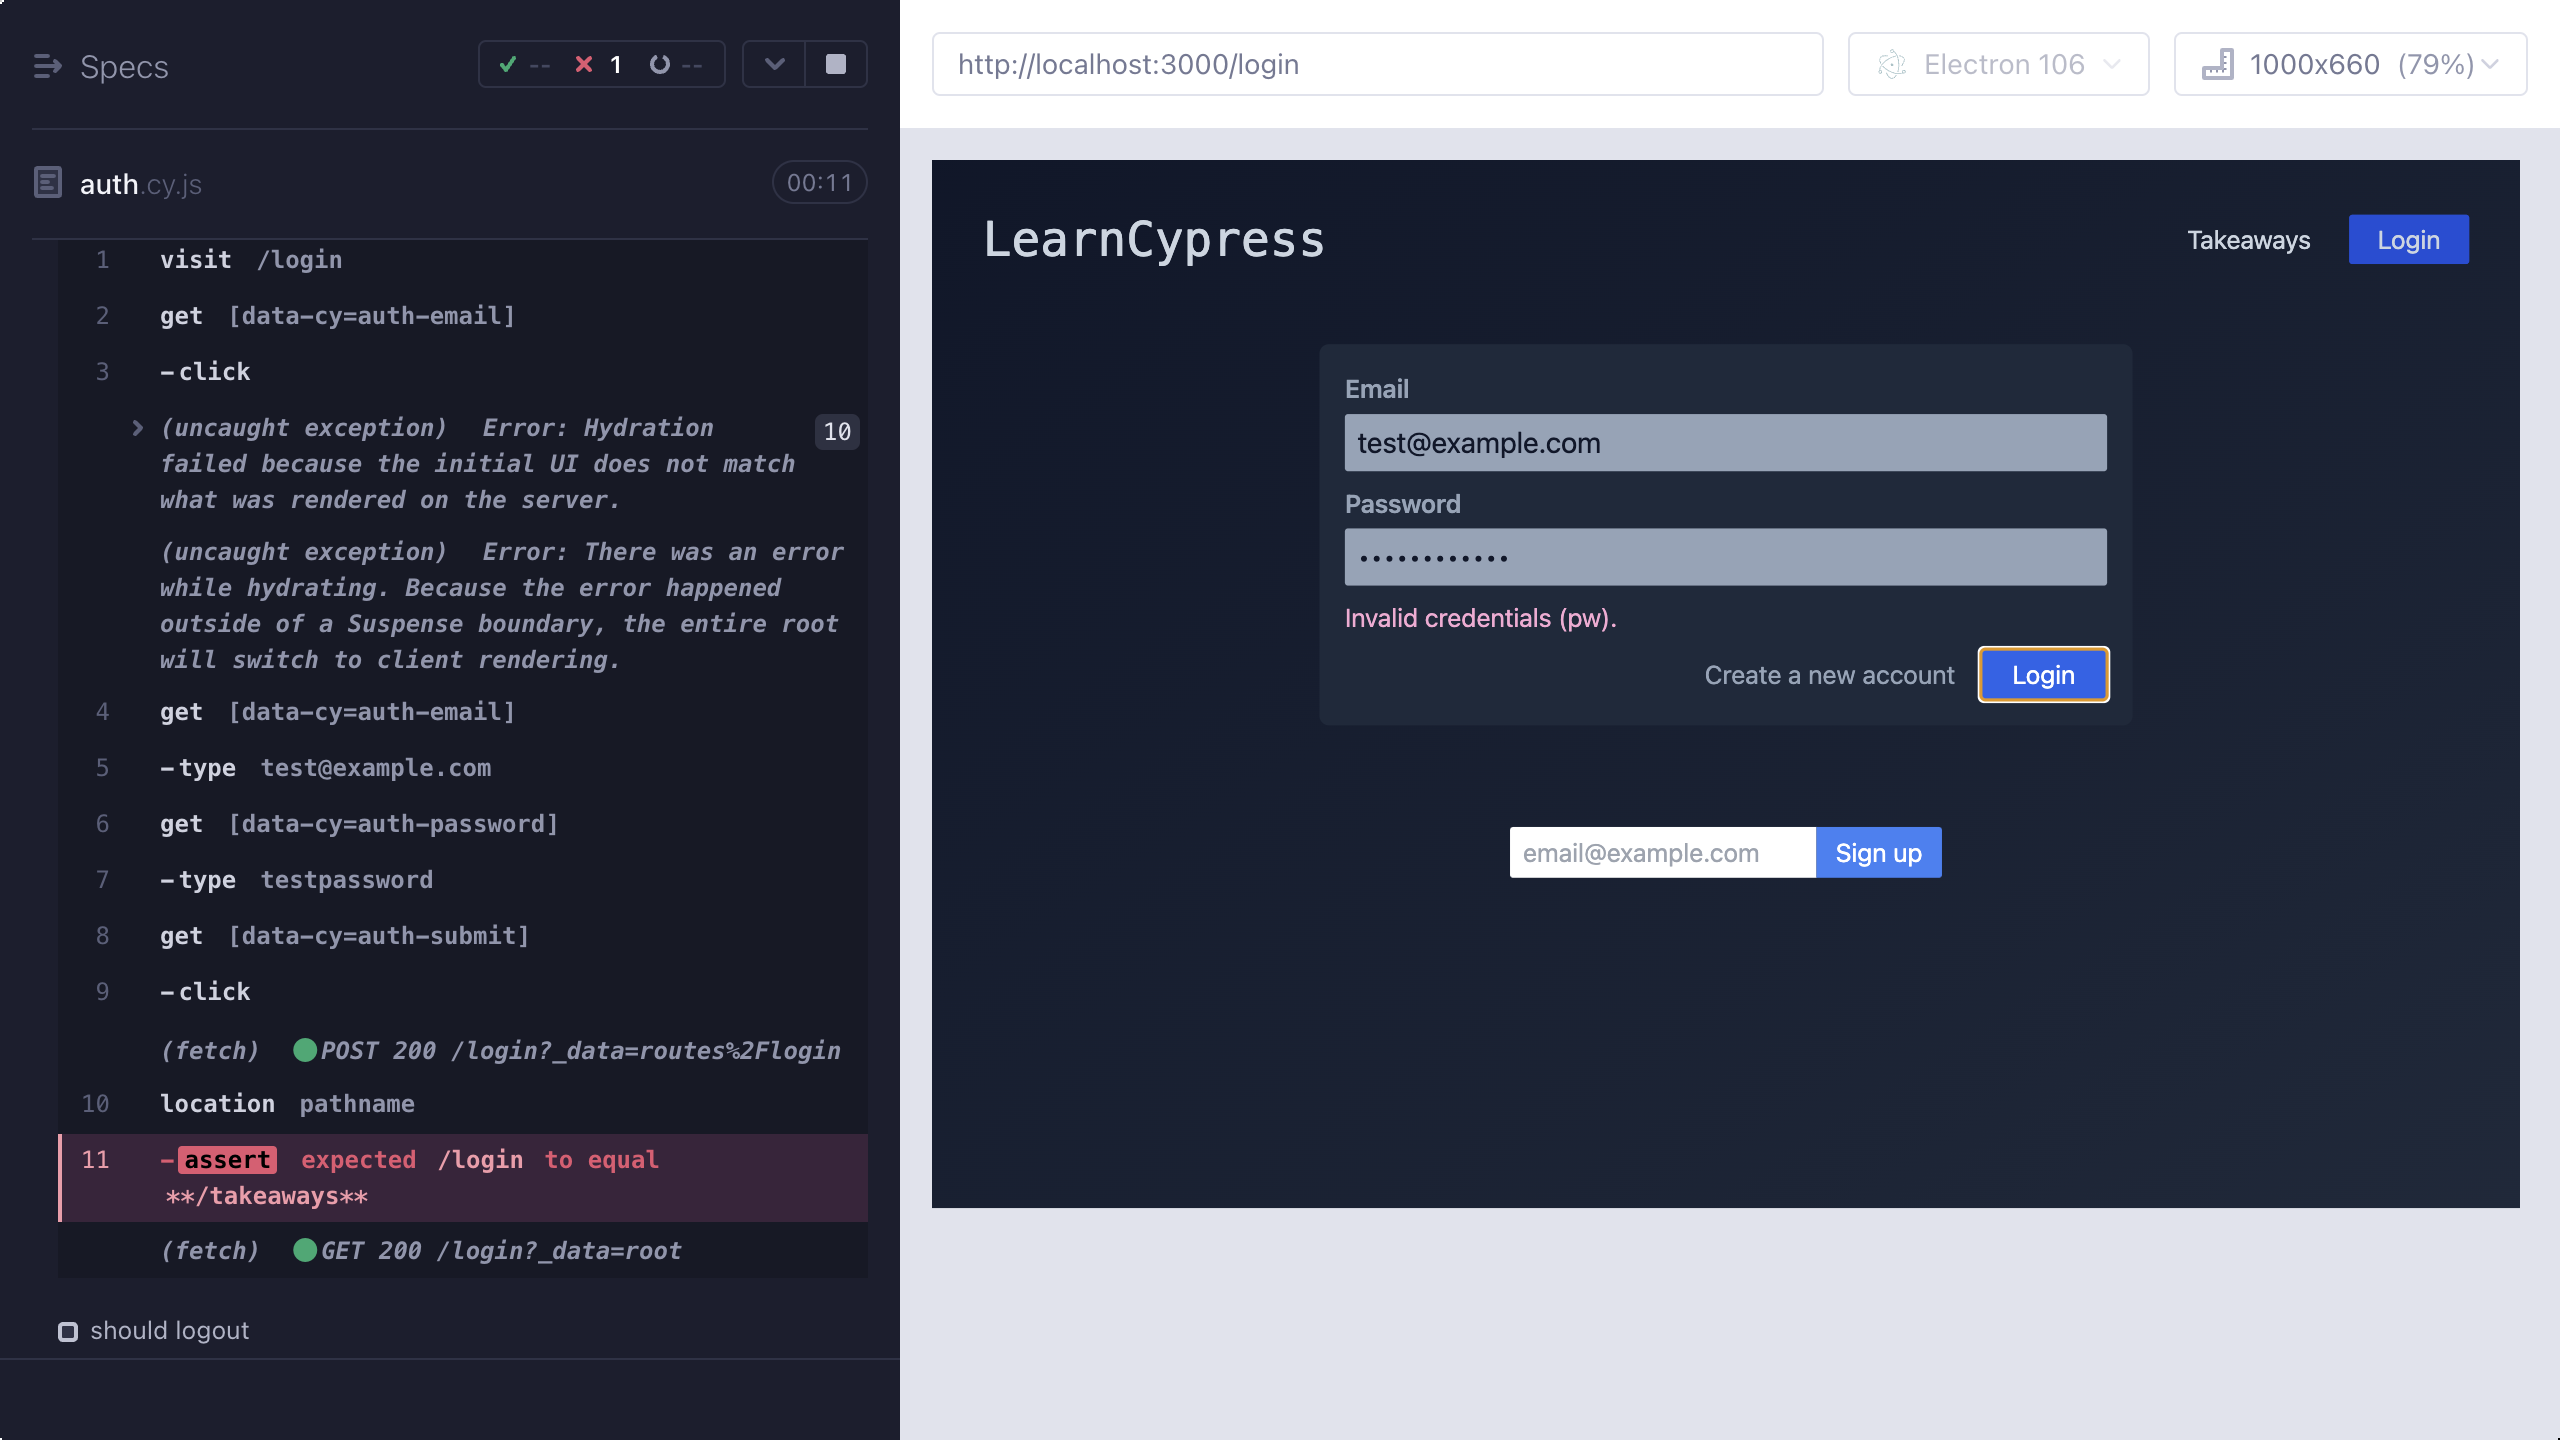 Specs
-- 1 --
auth.cy.js 00:11
1 visit /login
2 get [data-cy=auth-email]
3 -click
(uncaught exception) Error: Hydration 10
failed because the initial UI does not match
what was rendered on the server.
(uncaught exception) Error: There was an error
while hydrating. Because the error happened
outside of a Suspense boundary, the entire root
will switch to client rendering.
4 get [data-cy=auth-email]
5 -type test@example.com
6 get [data-cy=auth-password]
7 -type testpassword
8 get [data-cy=auth-submit]
9 -click
(fetch) POST 200 /login?_data=routes%2Flogin
10 location pathname
11 -assert expected /login to equal
**/takeaways**
(fetch) GET 200 /login?_data=root
should logout
http://localhost:3000/login
Electron 106
1000x660 (79%)
LearnCypress
Takeaways
Login
Email
test@example.com
Password
••••••••••••
Invalid credentials (pw).
Create a new account
Login
email@example.com
Sign up